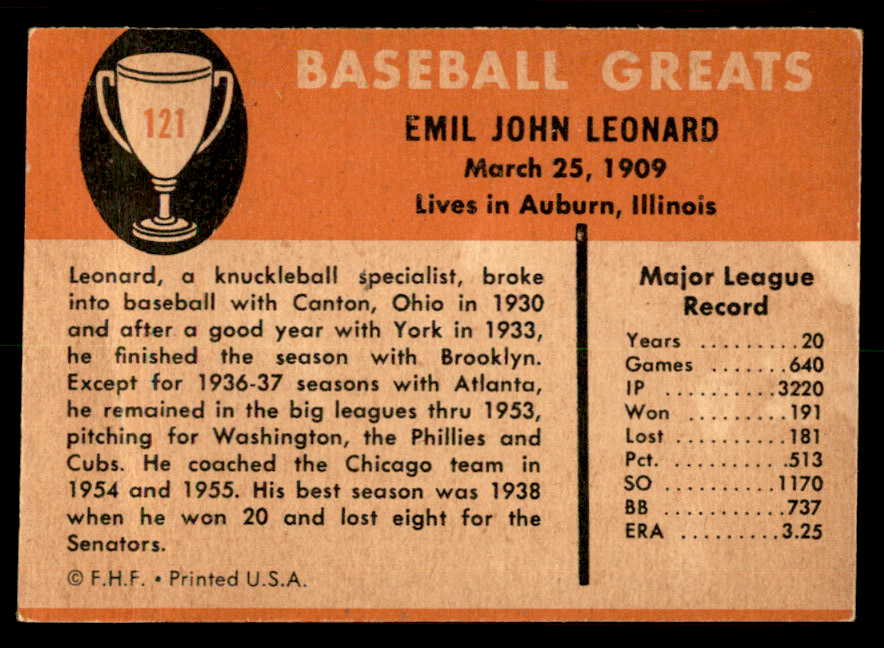 121
BASEBALL GREATS
EMIL JOHN LEONARD
March 25, 1909
Lives in Auburn, Illinois
Leonard, a knuckleball specialist, broke
into baseball with Canton, Ohio in 1930
and after a good year with York in 1933,
he finished the season with Brooklyn.
Except for 1936-37 seasons with Atlanta,
he remained in the big leagues thru 1953,
pitching for Washington, the Phillies and
Cubs. He coached the Chicago team in
1954 and 1955. His best season was 1938
when he won 20 and lost eight for the
Senators.
© F.H.F. • Printed U.S.A.
Major League
Record
Years .........20
Games .......640
IP ..........3220
Won .........191
Lost ..........181
Pct. ..........513
SO ..........1170
BB ...........737
ERA .........3.25